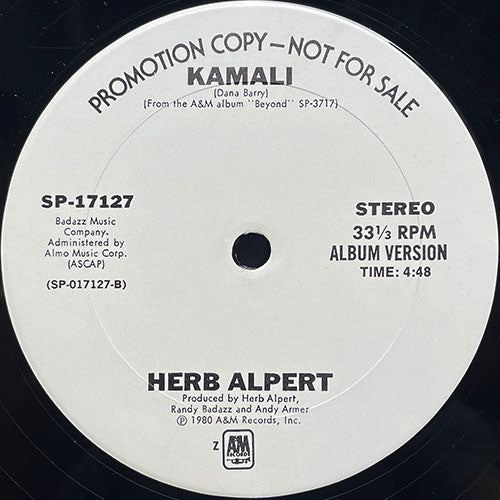 PROMOTION COPY—NOT FOR SALE
KAMALI
(Dana Barry)
(From the A&M album "Beyond" SP-3717)
SP-17127
Badazz Music
Company.
Administered by
Almo Music Corp.
(ASCAP)
(SP-017127-B)
STEREO
33⅓ RPM
ALBUM VERSION
TIME: 4:48
HERB ALPERT
Produced by Herb Alpert,
Randy Badazz and Andy Armer
℗ 1980 A&M Records, Inc.
Z
A&M
RECORDS